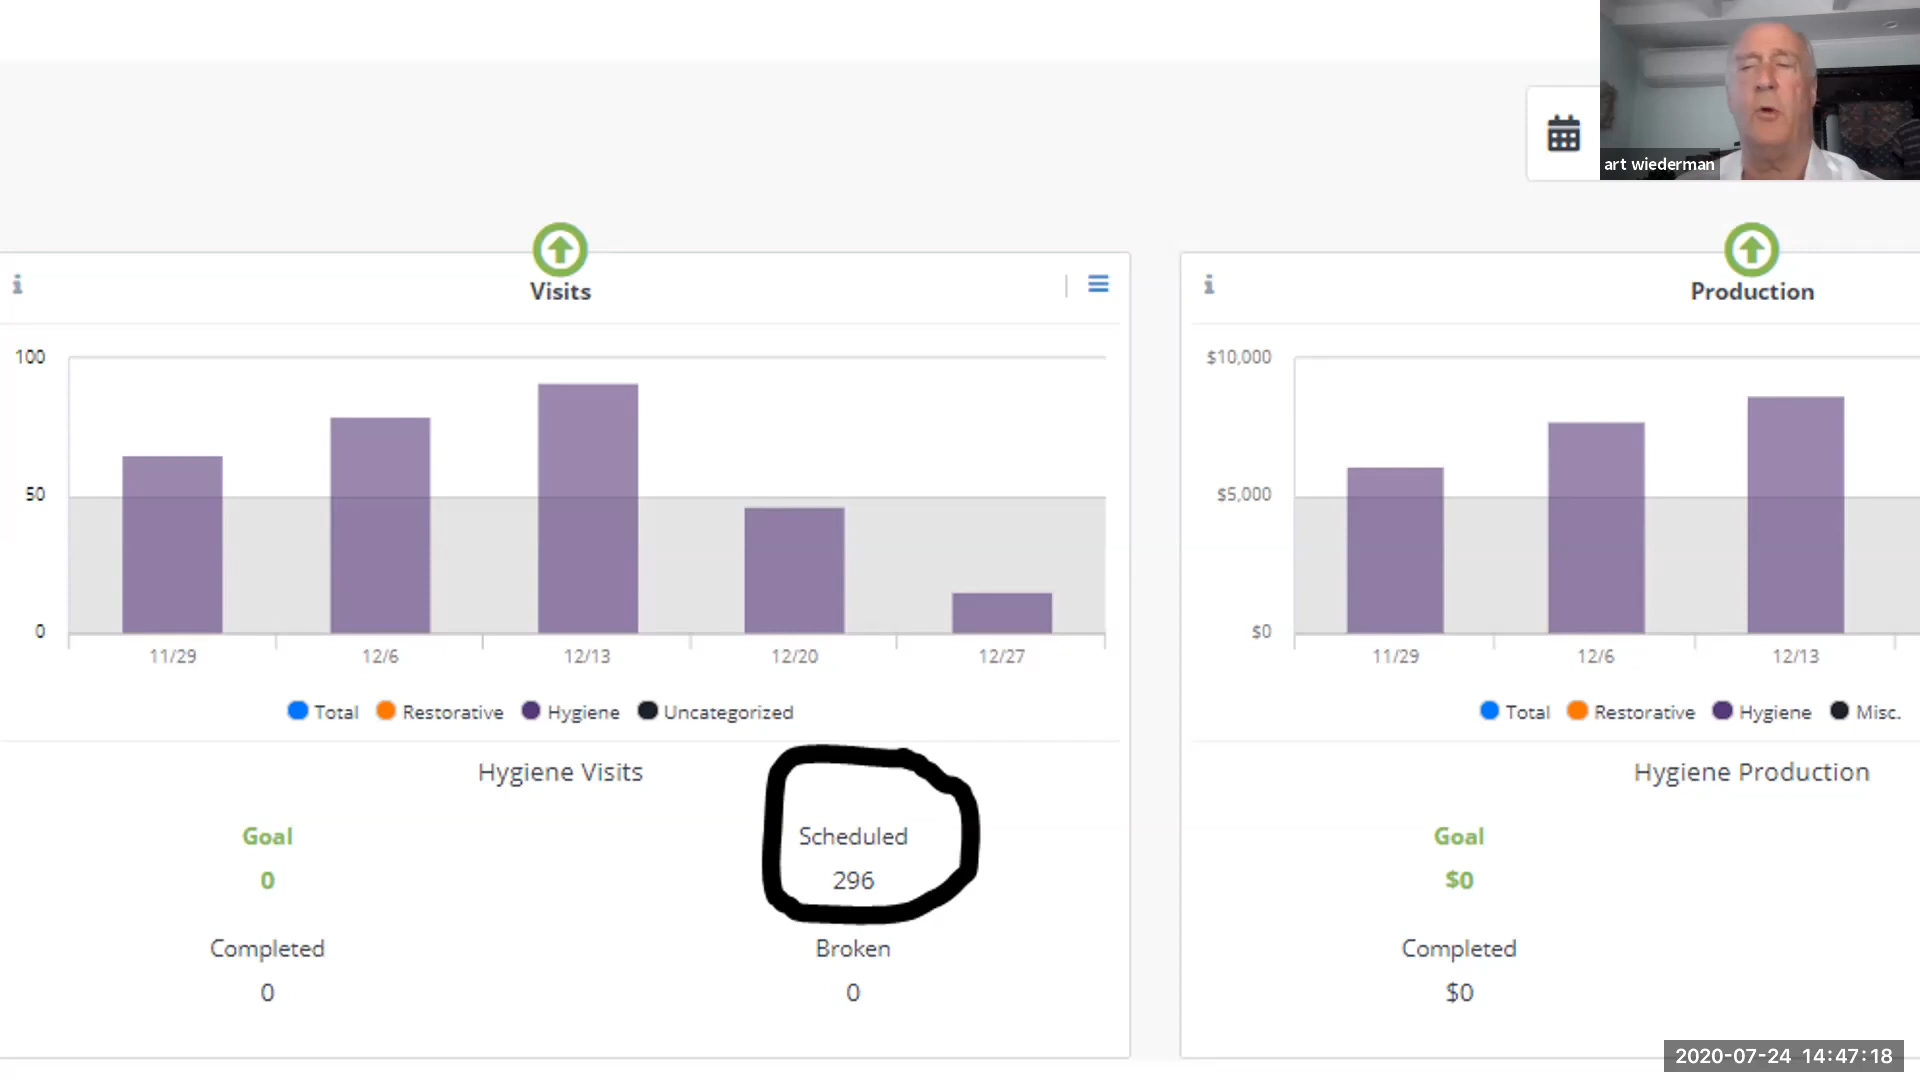 art wiederman
Visits
100
50
0
11/29 12/6 12/13 12/20 12/27
Total Restorative Hygiene Uncategorized
Hygiene Visits
Goal Scheduled
0 296
Completed Broken
0 0
Production
$10,000
$5,000
$0
11/29 12/6 12/13
Total Restorative Hygiene Misc.
Hygiene Production
Goal
$0
Completed
$0
2020-07-24 14:47:18